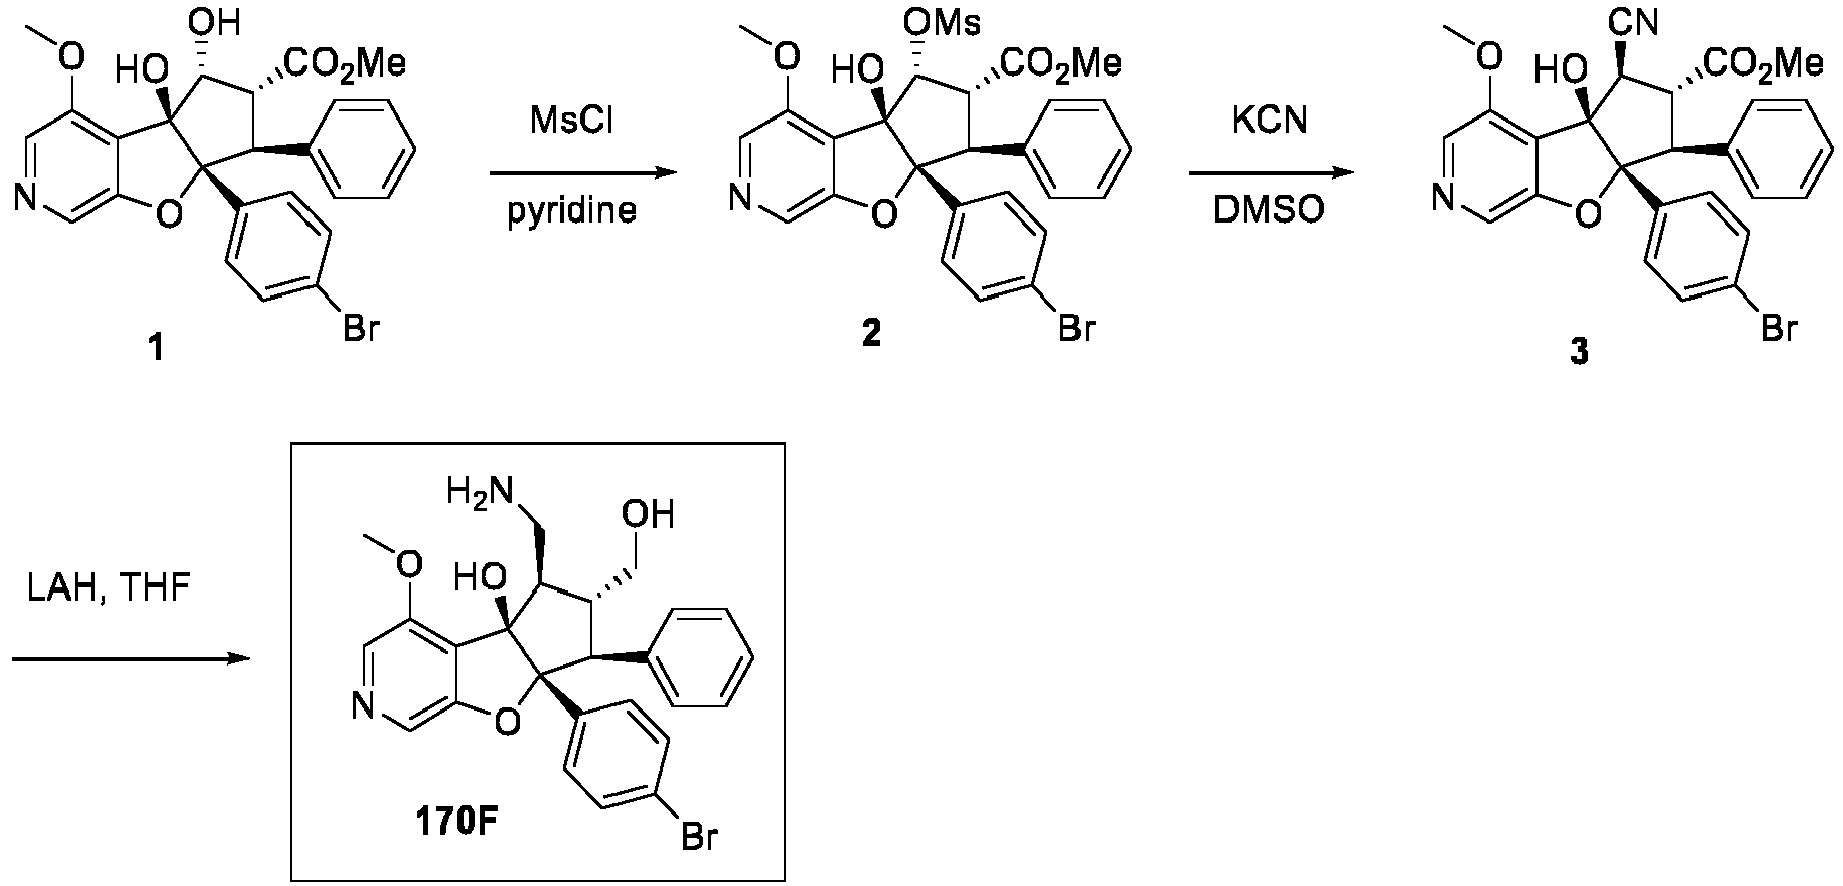 OH
O
HO
CO2Me
N
O
Br
1
MsCl
pyridine
OMs
O
HO
CO2Me
N
O
Br
2
KCN
DMSO
CN
O
HO
CO2Me
N
O
Br
3
LAH, THF
H2N
OH
O
HO
N
O
Br
170F